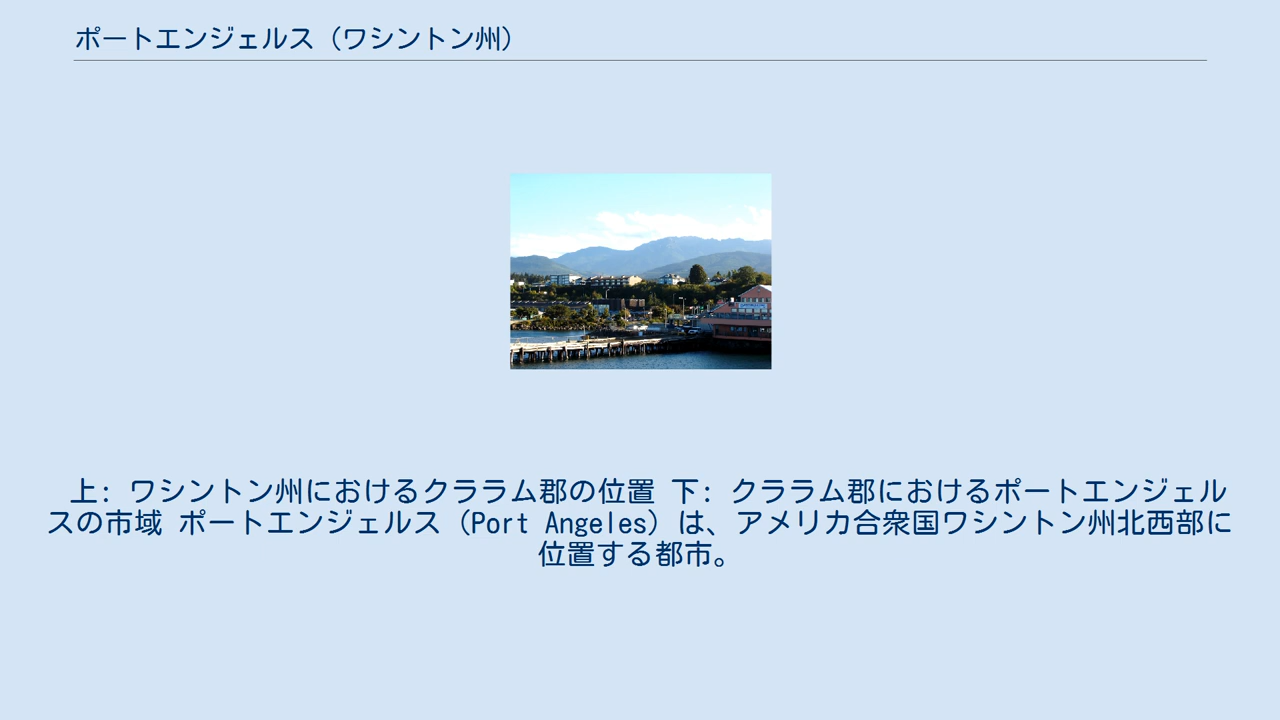 ポートエンジェルス（ワシントン州）
上: ワシントン州におけるクララム郡の位置 下: クララム郡におけるポートエンジェル
スの市域 ポートエンジェルス（Port Angeles）は、アメリカ合衆国ワシントン州北西部に
位置する都市。